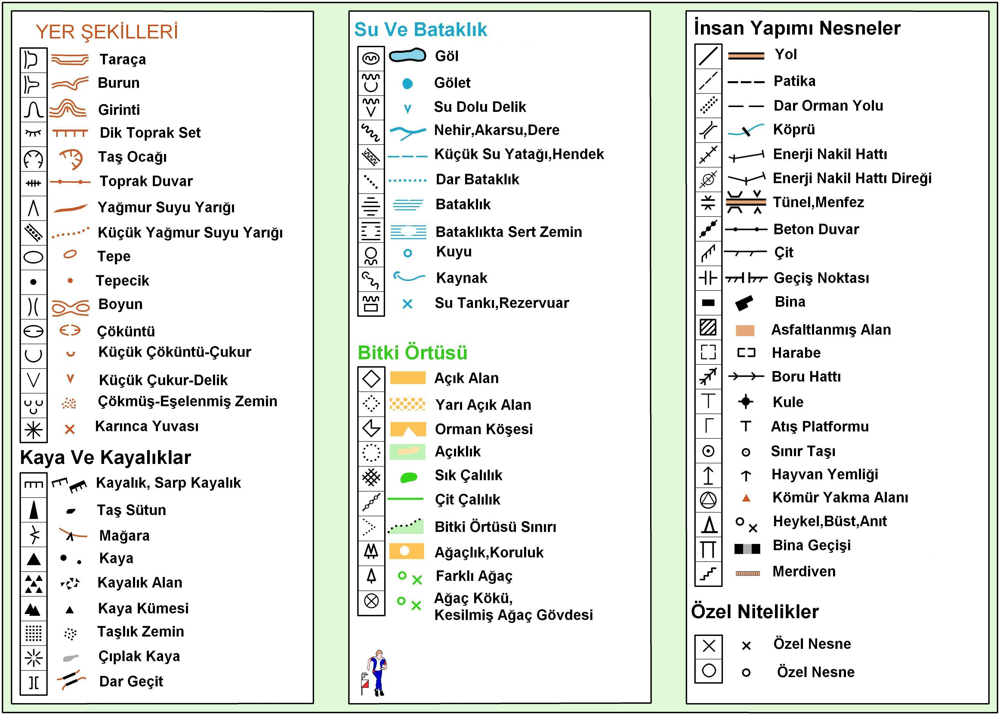 YER ŞEKİLLERİ
Taraça
Burun
Girinti
Dik Toprak Set
Taş Ocağı
Toprak Duvar
Yağmur Suyu Yarığı
Küçük Yağmur Suyu Yarığı
Tepe
Tepecik
Boyun
Çöküntü
Küçük Çöküntü-Çukur
Küçük Çukur-Delik
Çökmüş-Eşelenmiş Zemin
Karınca Yuvası
Kaya Ve Kayalıklar
Kayalık, Sarp Kayalık
Taş Sütun
Mağara
Kaya
Kayalık Alan
Kaya Kümesi
Taşlık Zemin
Çıplak Kaya
Dar Geçit
Su Ve Bataklık
Göl
Gölet
Su Dolu Delik
Nehir,Akarsu,Dere
Küçük Su Yatağı,Hendek
Dar Bataklık
Bataklık
Bataklıkta Sert Zemin
Kuyu
Kaynak
Su Tankı,Rezervuar
Bitki Örtüsü
Açık Alan
Yarı Açık Alan
Orman Köşesi
Açıklık
Sık Çalılık
Çit Çalılık
Bitki Örtüsü Sınırı
Ağaçlık,Koruluk
Farklı Ağaç
Ağaç Kökü,
Kesilmiş Ağaç Gövdesi
İnsan Yapımı Nesneler
Yol
Patika
Dar Orman Yolu
Köprü
Enerji Nakil Hattı
Enerji Nakil Hattı Direği
Tünel,Menfez
Beton Duvar
Çit
Geçiş Noktası
Bina
Asfaltlanmış Alan
Harabe
Boru Hattı
Kule
Atış Platformu
Sınır Taşı
Hayvan Yemliği
Kömür Yakma Alanı
Heykel,Büst,Anıt
Bina Geçişi
Merdiven
Özel Nitelikler
Özel Nesne
Özel Nesne